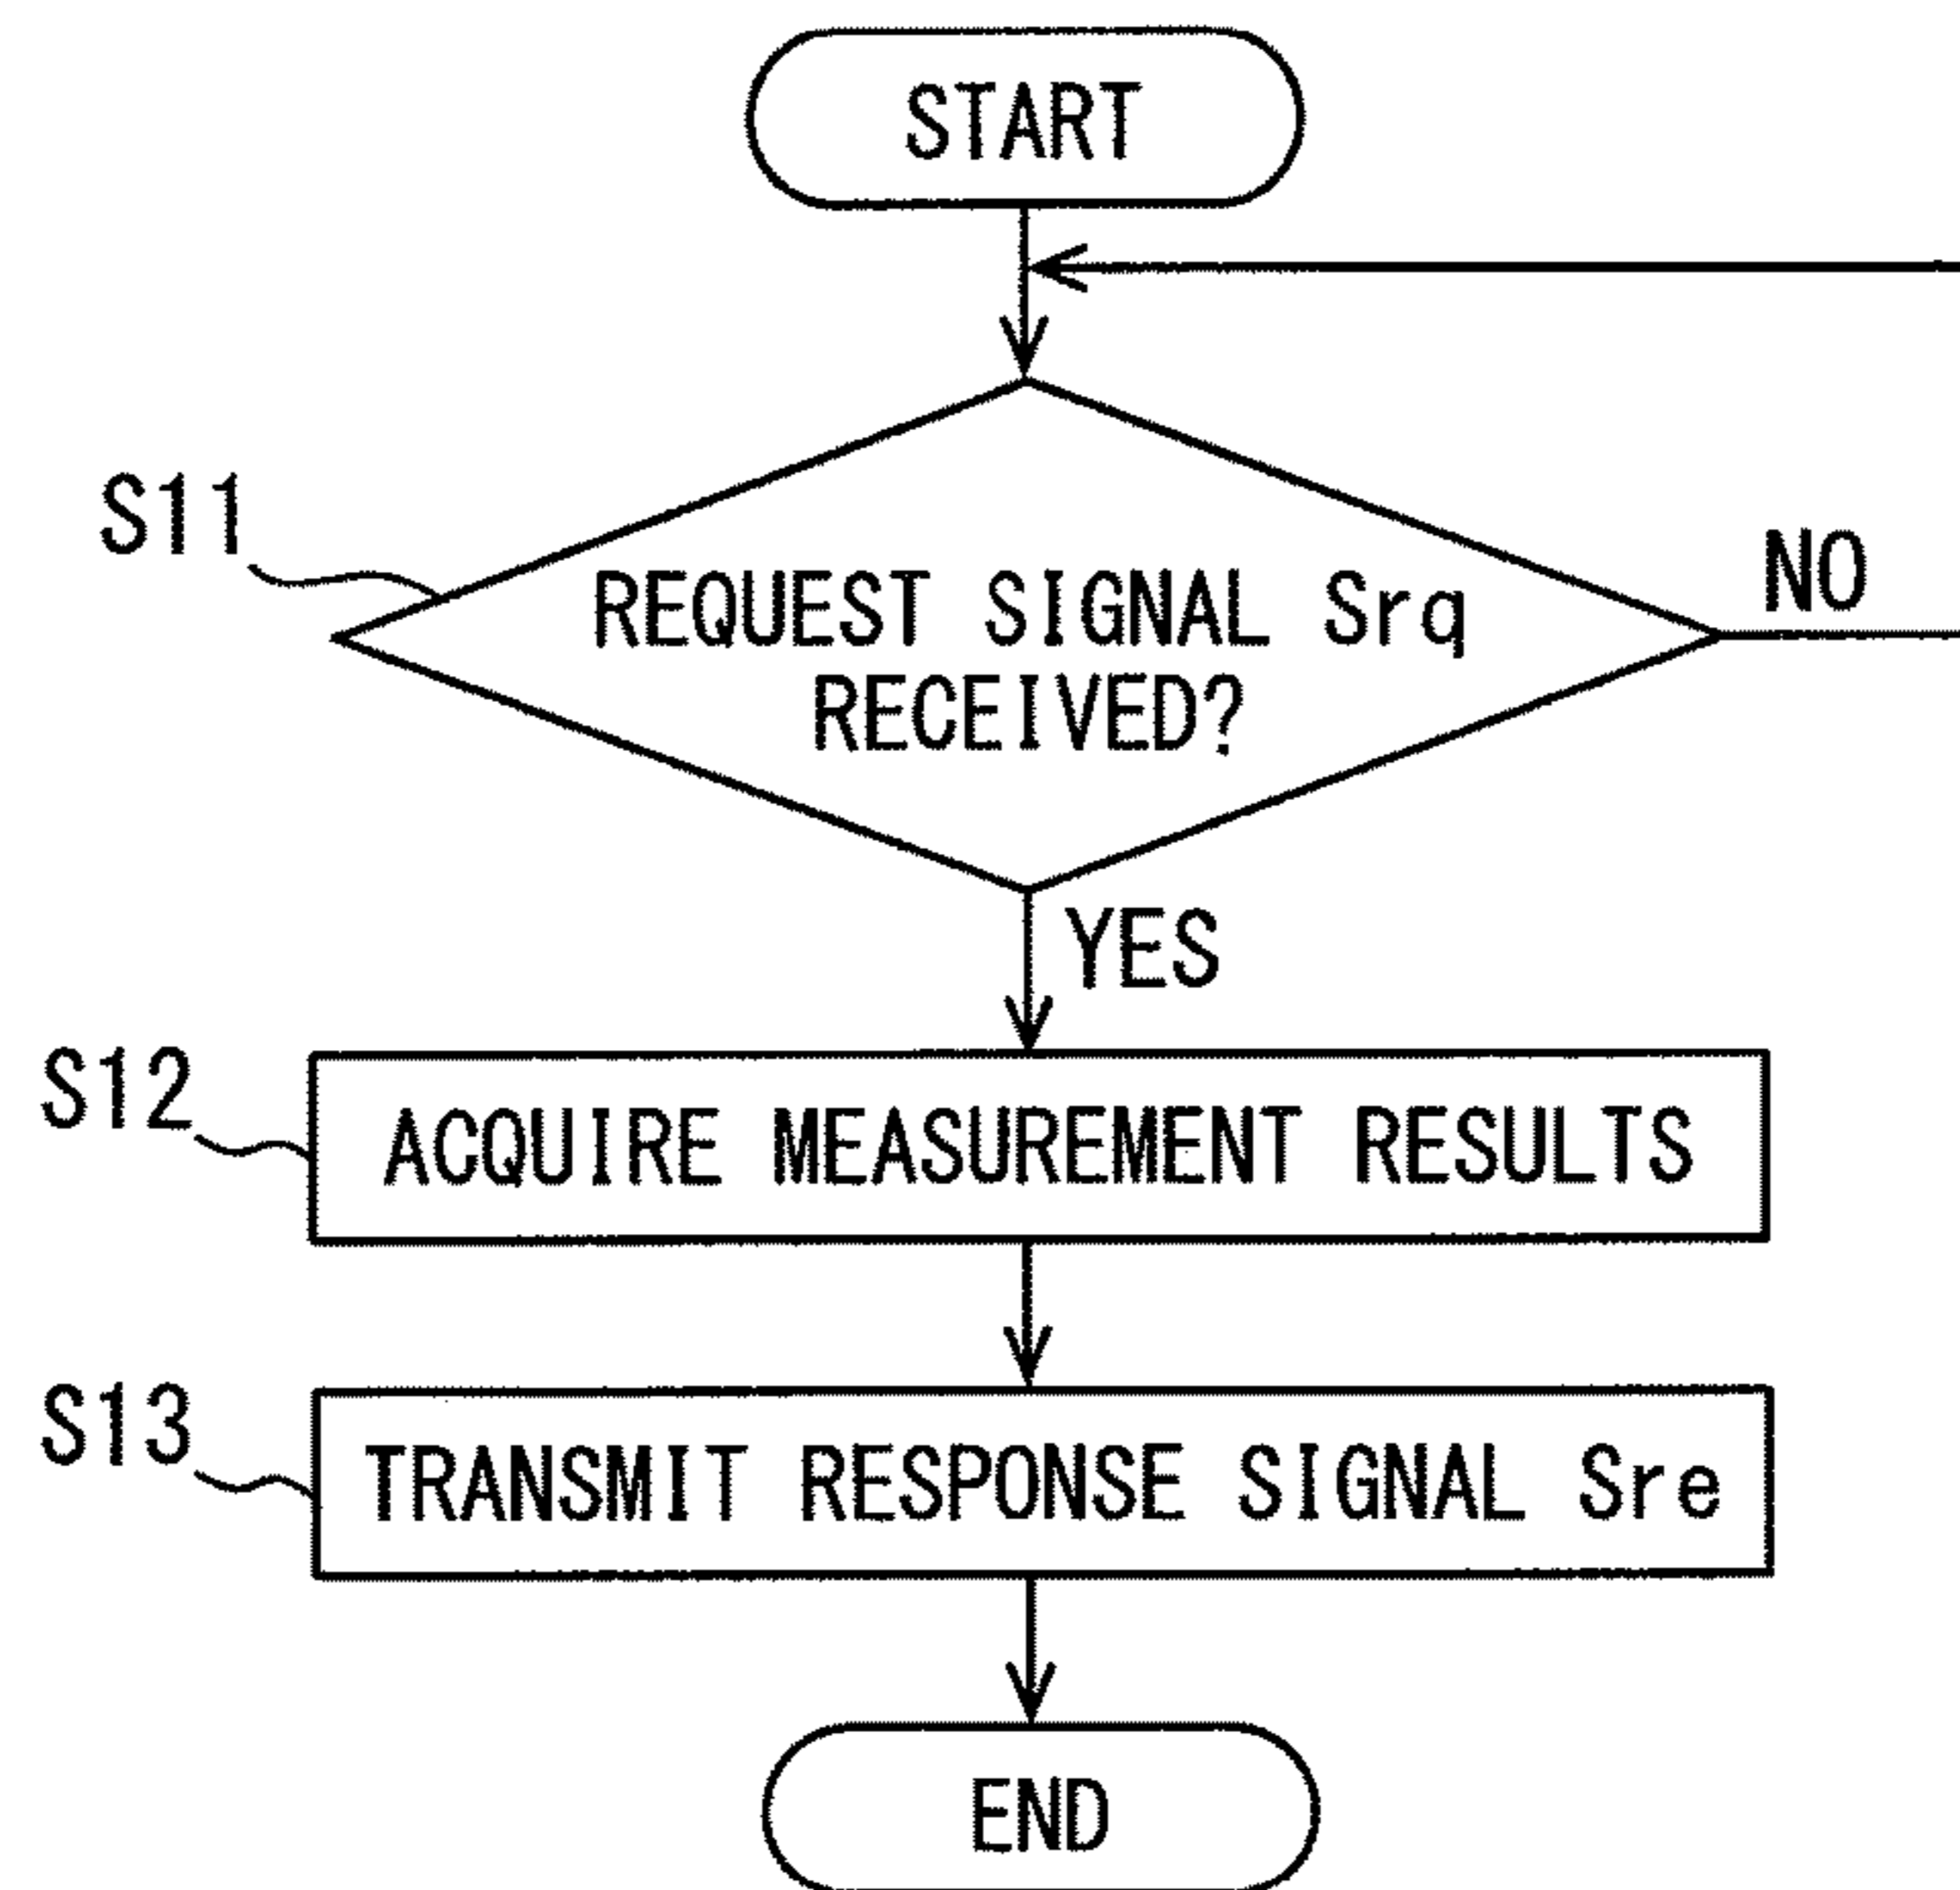 START
S11
REQUEST SIGNAL Srq
RECEIVED?
NO
YES
S12
ACQUIRE MEASUREMENT RESULTS
S13
TRANSMIT RESPONSE SIGNAL Sre
END